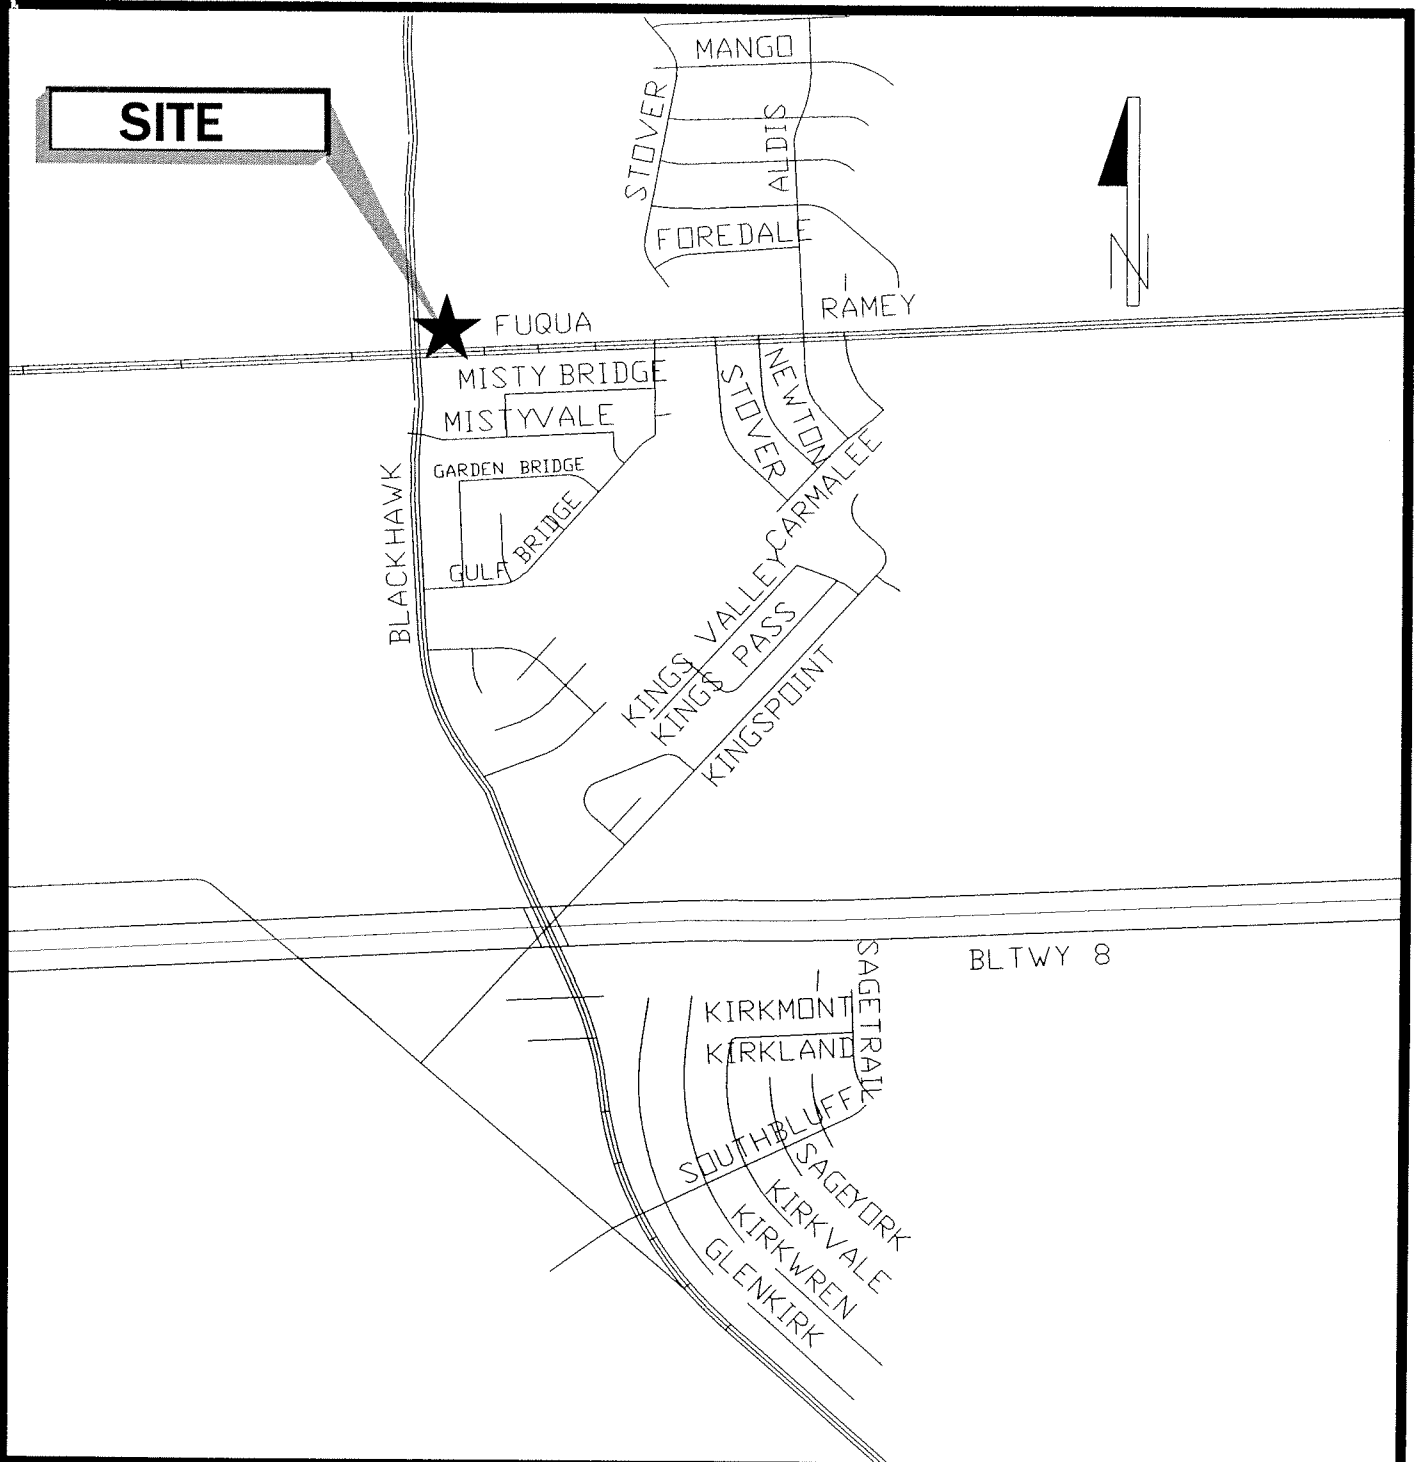 MANGO
SITE
STOVER
ALDIS
FOREDALE
N
RAMEY
FUQUA
MISTY BRIDGE
STOVER
NEWTON
MISTYVALE
GARDEN BRIDGE
CARMALEE
BLACKHAWK
BRIDGE
GULF
KINGS VALLEY
KINGS PASS
KINGSPOINT
BLTWY 8
SAGETRAIL
KIRKMONT
KIRKLAND
SOUTHBLUFF
SAGEYORK
KIRKVALE
KIRKWREN
GLENKIRK